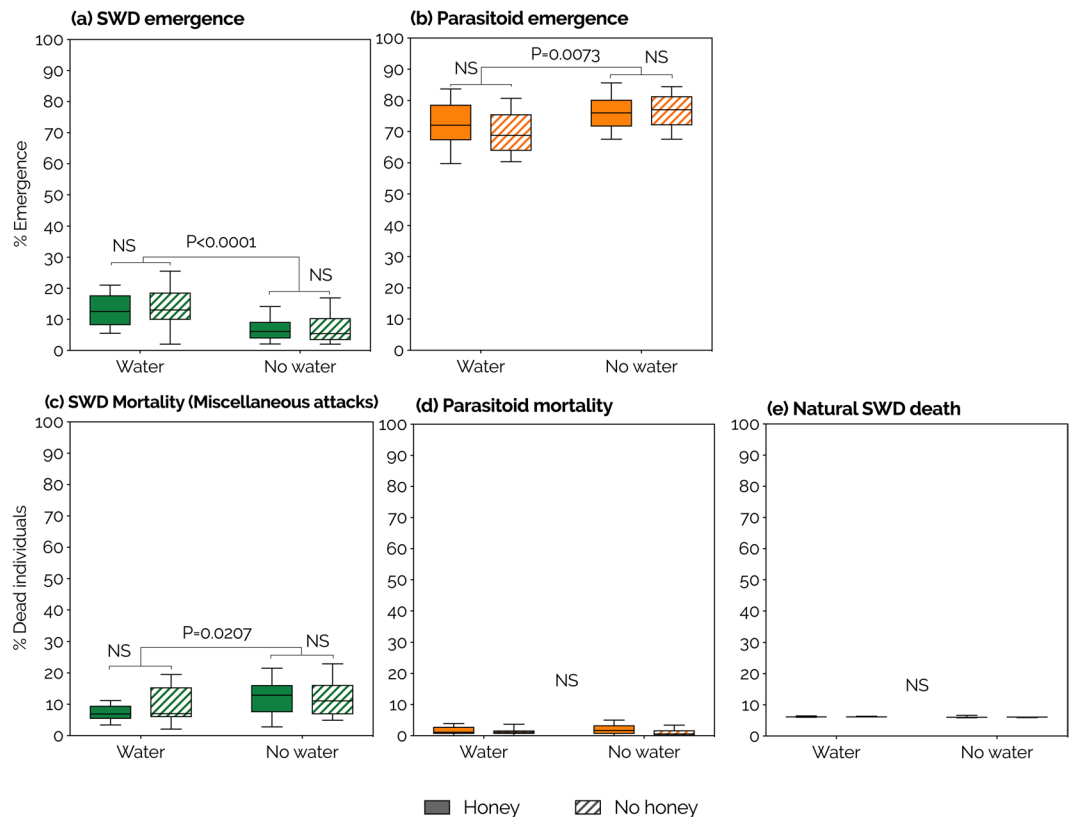 (a) SWD emergence
(b) Parasitoid emergence
% Emergence
100
90
80
70
60
50
40
30
20
10
0
NS
P<0.0001
NS
Water
No water
100
90
80
70
60
50
40
30
20
10
0
NS
P=0.0073
NS
Water
No water
(c) SWD Mortality (Miscellaneous attacks)
(d) Parasitoid mortality
(e) Natural SWD death
% Dead individuals
100
90
80
70
60
50
40
30
20
10
0
NS
P=0.0207
NS
Water
No water
100
90
80
70
60
50
40
30
20
10
0
NS
Water
No water
100
90
80
70
60
50
40
30
20
10
0
NS
Water
No water
Honey
No honey